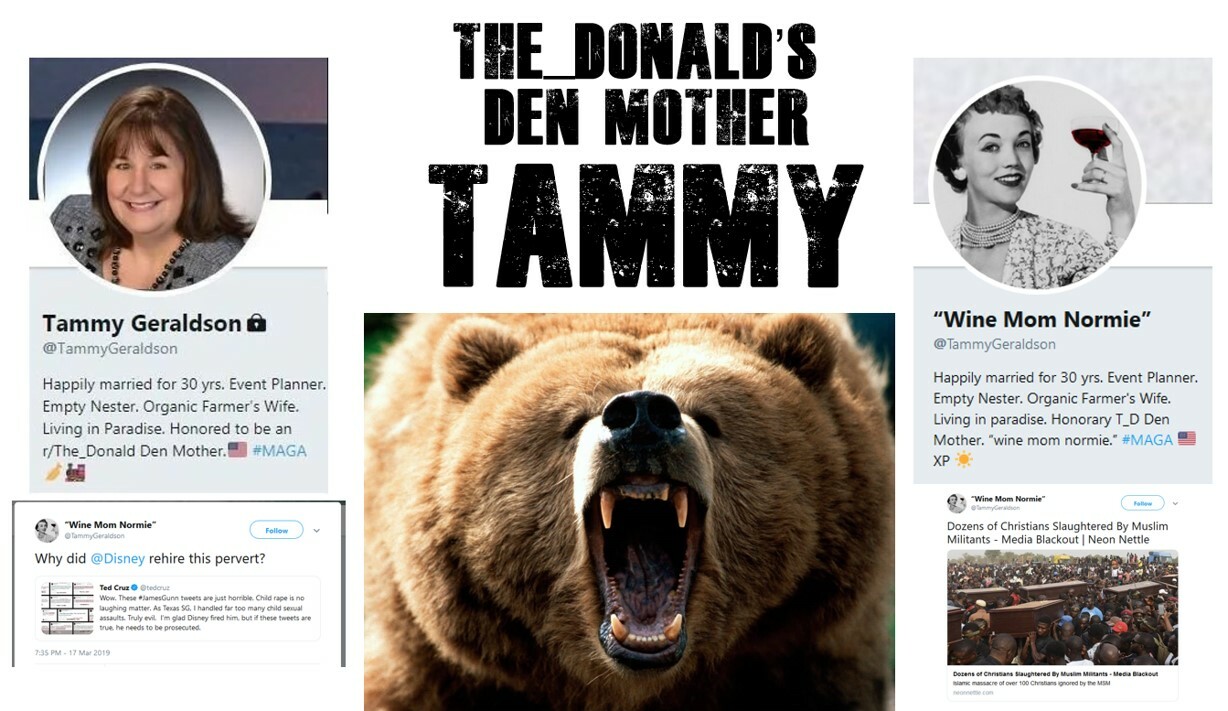 THE_DONALD'S
DEN MOTHER
TAMMY
Tammy Geraldson
@TammyGeraldson
Happily married for 30 yrs. Event Planner.
Empty Nester. Organic Farmer's Wife.
Living in Paradise. Honored to be an
r/The_Donald Den Mother.🇺🇸 #MAGA
“Wine Mom Normie”
@TammyGeraldson
Follow
Why did @Disney rehire this pervert?
Ted Cruz @tedcruz
Wow. These #JamesGunn tweets are just horrible. Child rape is no
laughing matter. As Texas SG, I handled far too many child sexual
assaults. Truly evil. I'm glad Disney fired him, but if these tweets are
true, he needs to be prosecuted.
7:35 PM - 17 Mar 2019
“Wine Mom Normie”
@TammyGeraldson
Happily married for 30 yrs. Event Planner.
Empty Nester. Organic Farmer's Wife.
Living in paradise. Honorary T_D Den
Mother. “wine mom normie.” #MAGA 🇺🇸
XP ☀️
“Wine Mom Normie”
@TammyGeraldson
Follow
Dozens of Christians Slaughtered By Muslim
Militants - Media Blackout | Neon Nettle
Dozens of Christians Slaughtered By Muslim Militants - Media Blackout
Islamic massacre of over 100 Christians ignored by the MSM
neonnettle.com